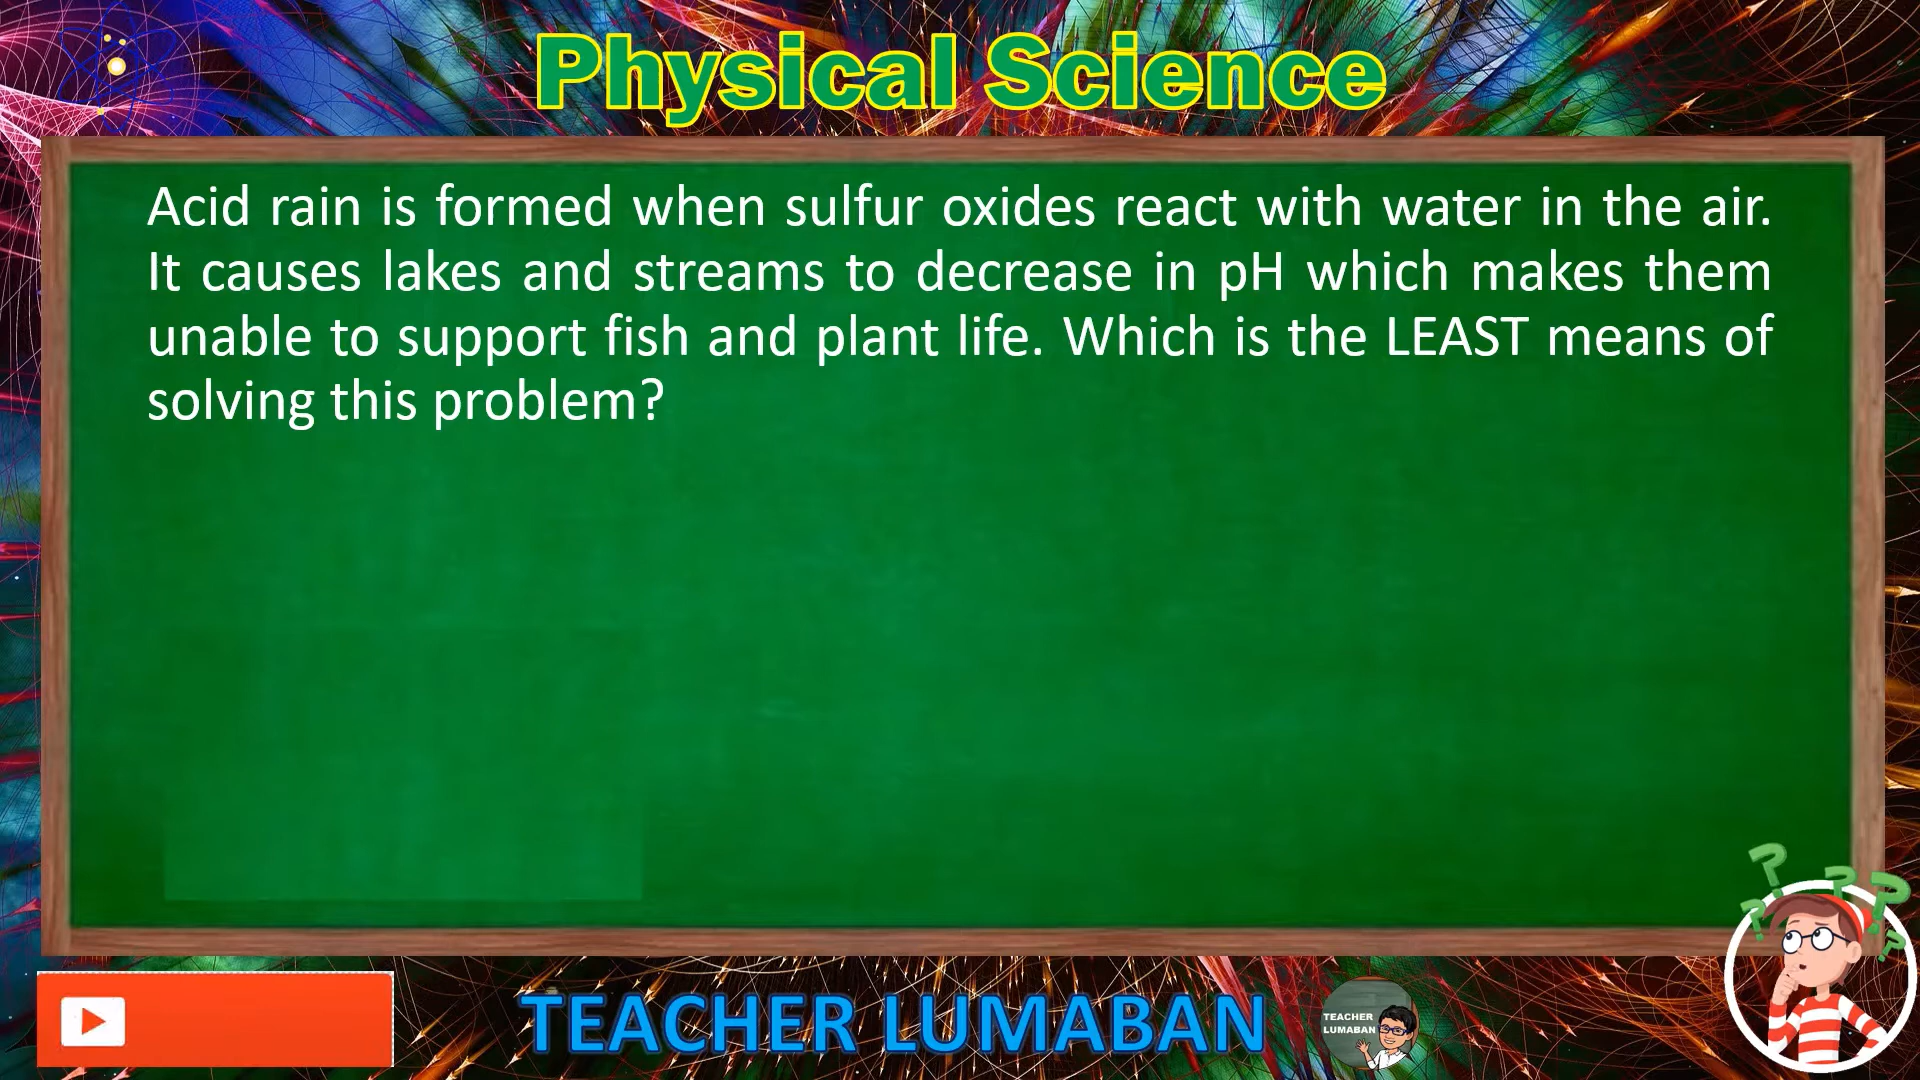 Physical Science
Acid rain is formed when sulfur oxides react with water in the air.
It causes lakes and streams to decrease in pH which makes them
unable to support fish and plant life. Which is the LEAST means of
solving this problem?
TEACHER LUMABAN
TEACHER
LUMABAN